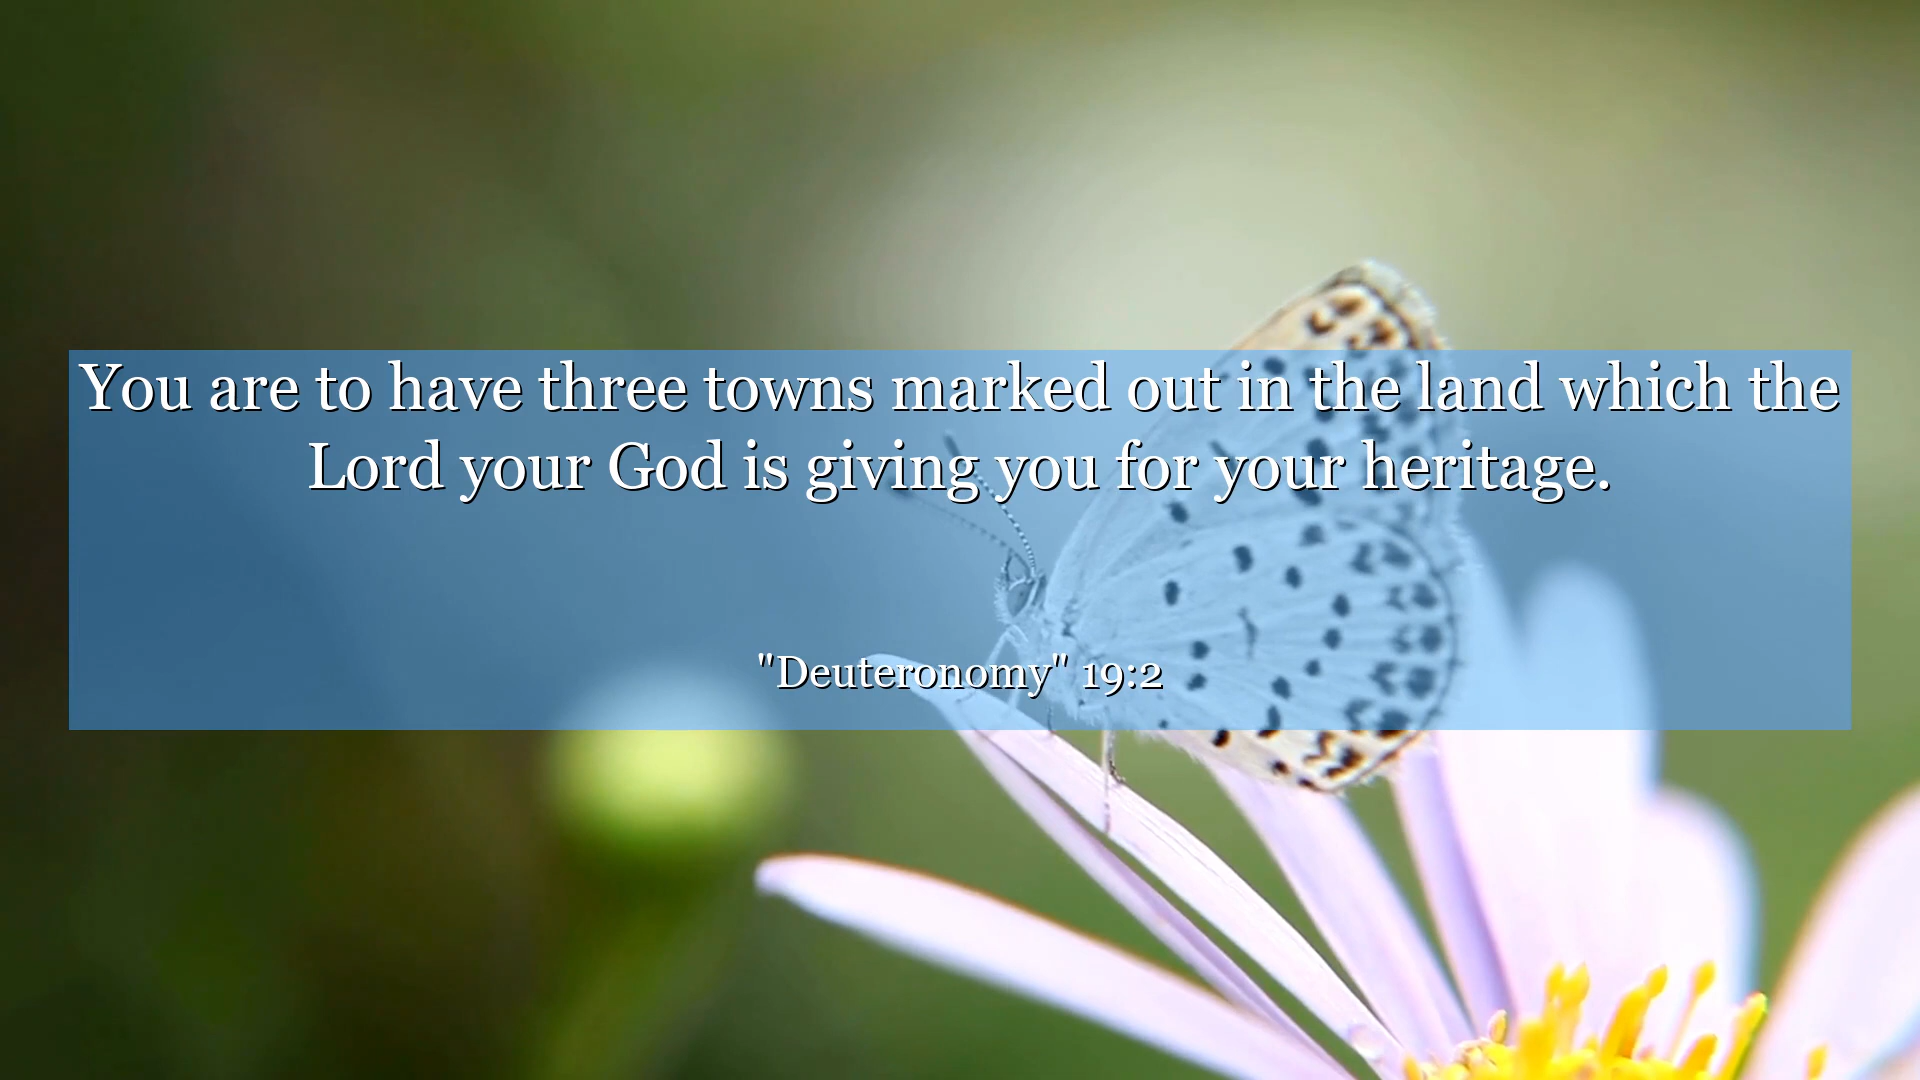 You are to have three towns marked out in the land which the
Lord your God is giving you for your heritage.
"Deuteronomy" 19:2